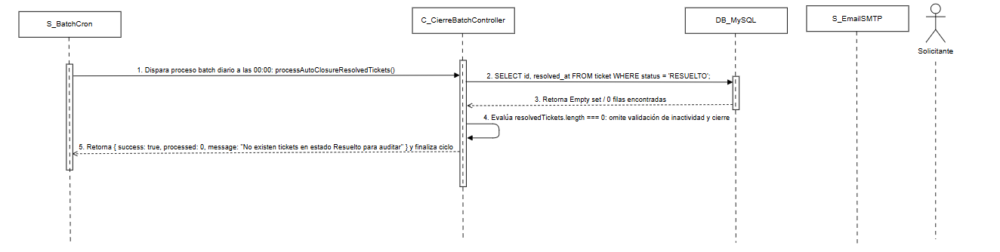 S_BatchCron
C_CierreBatchController
DB_MySQL
S_EmailSMTP
Solicitante
1. Dispara proceso batch diario a las 00:00: processAutoClosureResolvedTickets()
2. SELECT id, resolved_at FROM ticket WHERE status = 'RESUELTO';
3. Retorna Empty set / 0 filas encontradas
4. Evalúa resolvedTickets.length === 0: omite validación de inactividad y cierre
5. Retorna { success: true, processed: 0, message: "No existen tickets en estado Resuelto para auditar" } y finaliza ciclo